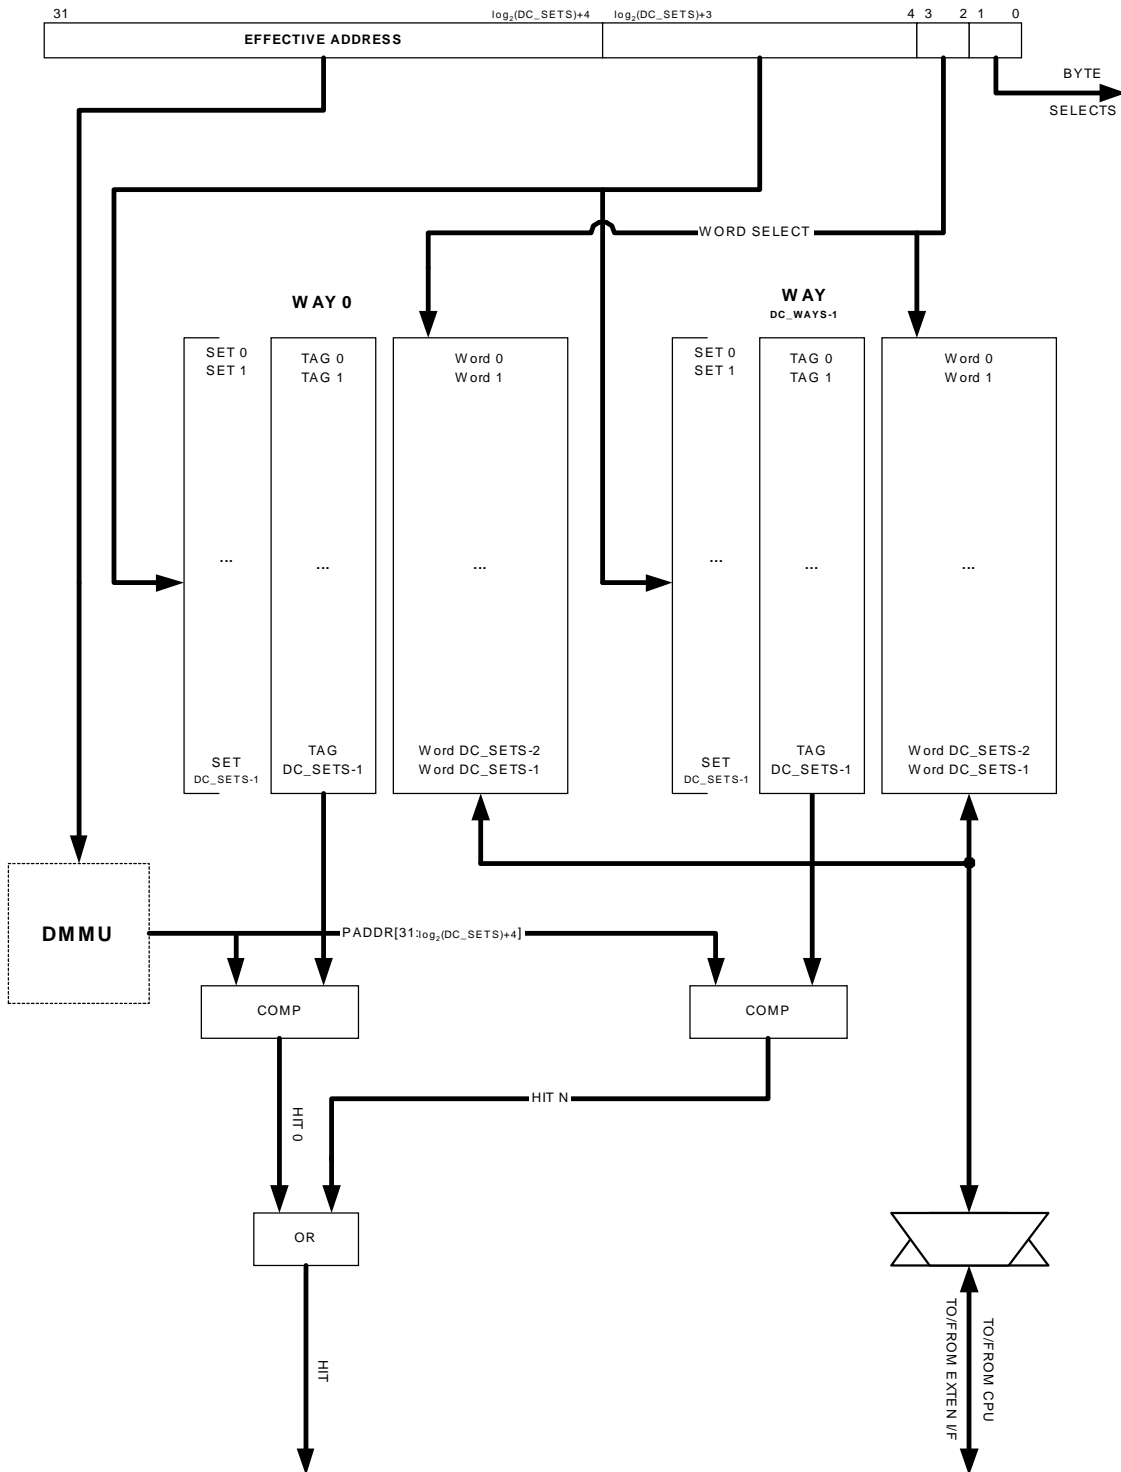 31 log₂(DC_SETS)+4 log₂(DC_SETS)+3 4 3 2 1 0
EFFECTIVE ADDRESS
BYTE
SELECTS
WORD SELECT
WAY 0
WAY
DC_WAYS-1
SET 0
SET 1
...
SET
DC_SETS-1
TAG 0
TAG 1
...
TAG
DC_SETS-1
Word 0
Word 1
...
Word DC_SETS-2
Word DC_SETS-1
SET 0
SET 1
...
SET
DC_SETS-1
TAG 0
TAG 1
...
TAG
DC_SETS-1
Word 0
Word 1
...
Word DC_SETS-2
Word DC_SETS-1
DMMU
PADDR[31:log₂(DC_SETS)+4]
COMP
COMP
HIT 0
HIT N
OR
HIT
TO/FROM CPU
TO/FROM EXTEN I/F